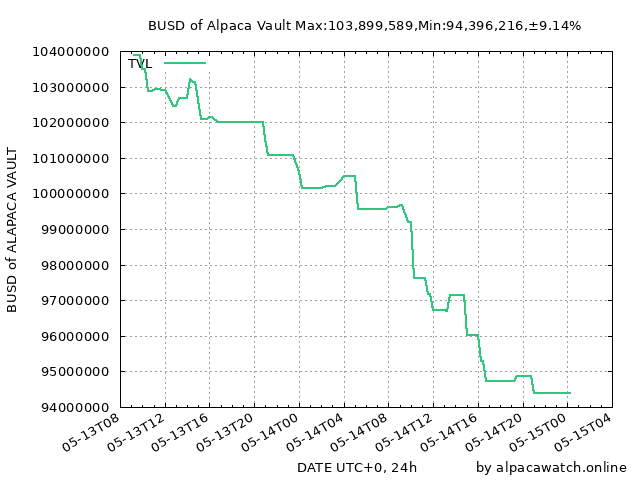 BUSD of Alpaca Vault Max:103,899,589,Min:94,396,216,±9.14%
TVL
104000000
103000000
102000000
101000000
100000000
99000000
98000000
97000000
96000000
95000000
94000000
BUSD of ALAPACA VAULT
05-13T08
05-13T12
05-13T16
05-13T20
05-14T00
05-14T04
05-14T08
05-14T12
05-14T16
05-14T20
05-15T00
05-15T04
DATE UTC+0, 24h
by alpacawatch.online